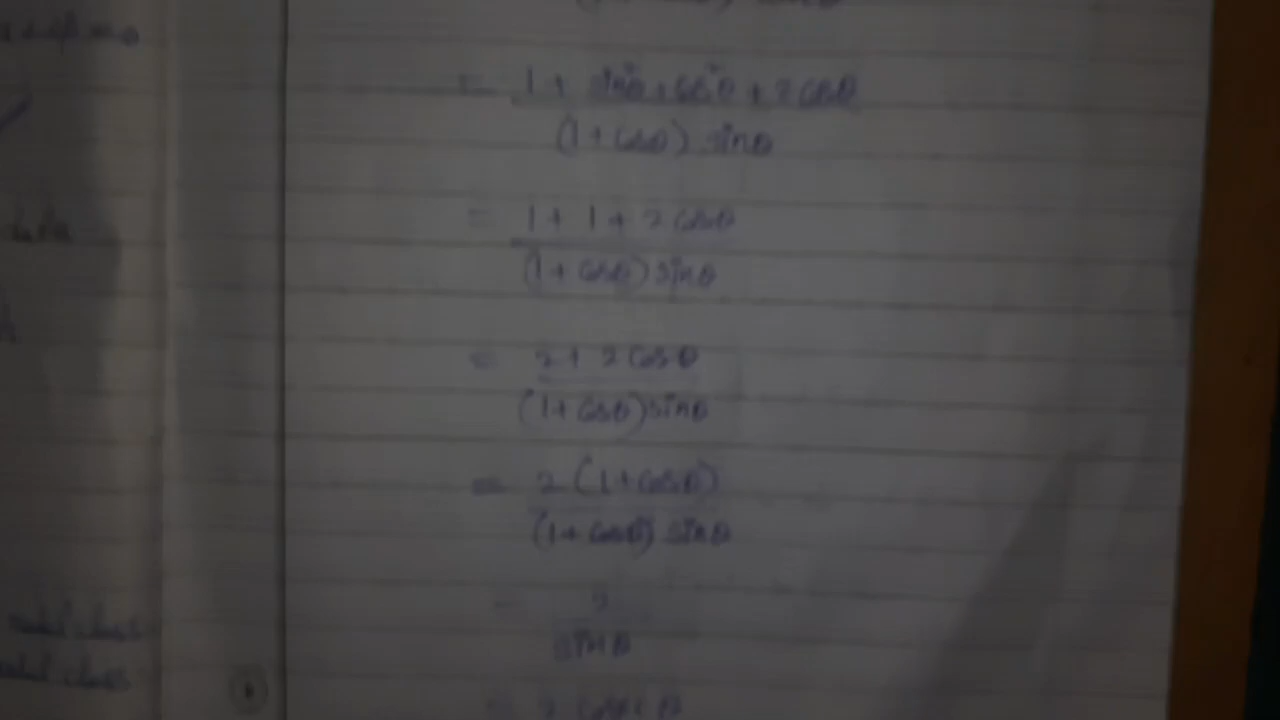 = 1 + sin²θ + cos²θ + 2 cosθ
(1 + cosθ) sinθ
= 1 + 1 + 2 cosθ
(1 + cosθ) sinθ
= 2 + 2 cosθ
(1 + cosθ) sinθ
= 2 (1 + cosθ)
(1 + cosθ) sinθ
= 2
sinθ
= 2 cosec θ